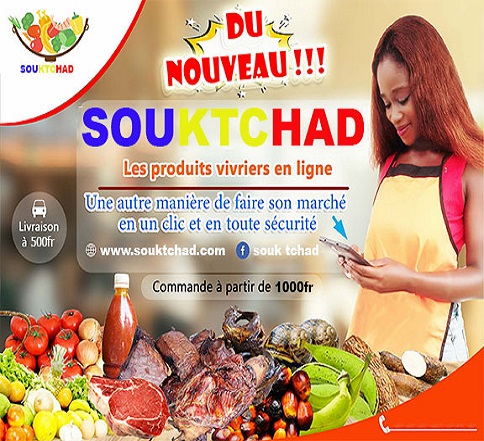 SOUKTCHAD
DU
NOUVEAU !!!
SOUKTCHAD
Les produits vivriers en ligne
Une autre manière de faire son marché
en un clic et en toute sécurité
Livraison
à 500fr
www.souktchad.com souk tchad
Commande à partir de 1000fr